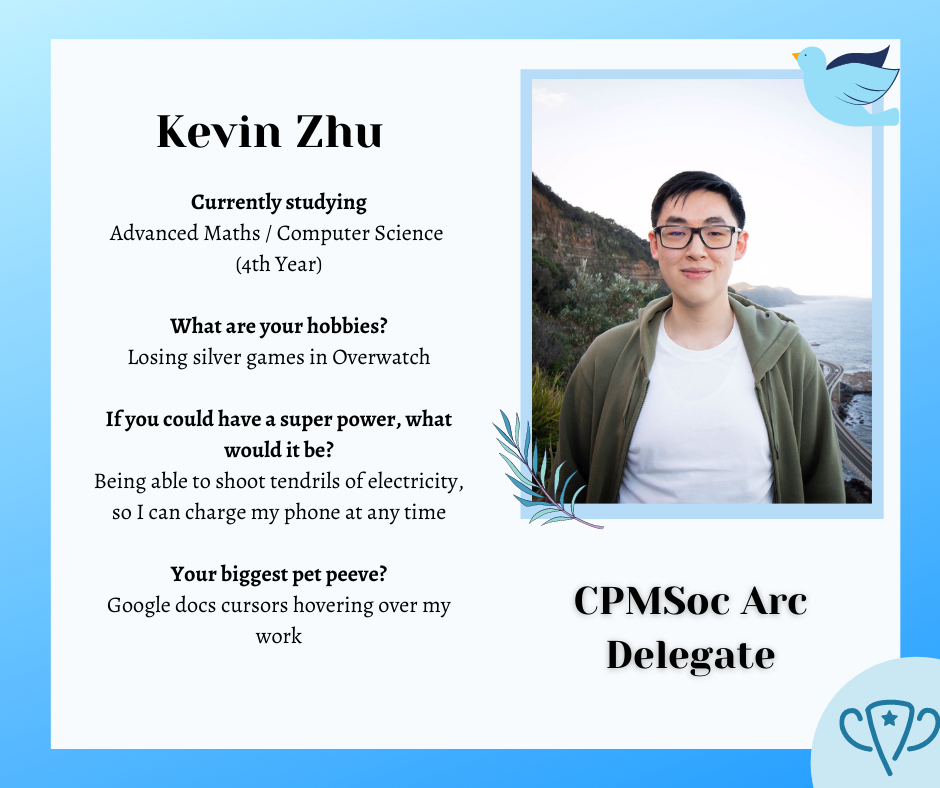 Kevin Zhu
Currently studying
Advanced Maths / Computer Science
(4th Year)
What are your hobbies?
Losing silver games in Overwatch
If you could have a super power, what
would it be?
Being able to shoot tendrils of electricity,
so I can charge my phone at any time
Your biggest pet peeve?
Google docs cursors hovering over my
work
CPMSoc Arc
Delegate